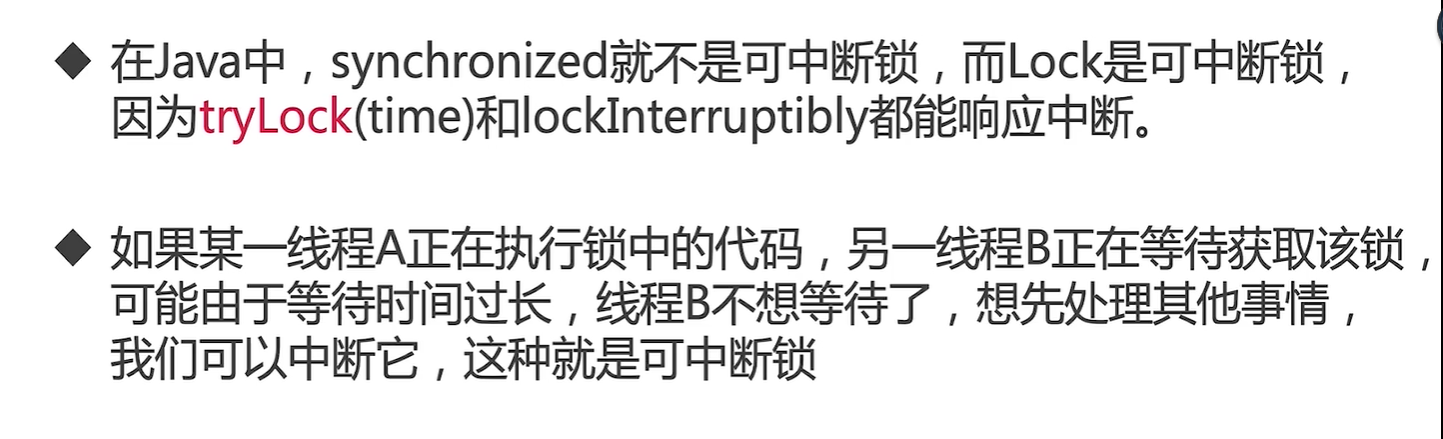 ◆ 在Java中，synchronized就不是可中断锁，而Lock是可中断锁，
因为tryLock(time)和lockInterruptibly都能响应中断。
◆ 如果某一线程A正在执行锁中的代码，另一线程B正在等待获取该锁，
可能由于等待时间过长，线程B不想等待了，想先处理其他事情，
我们可以中断它，这种就是可中断锁